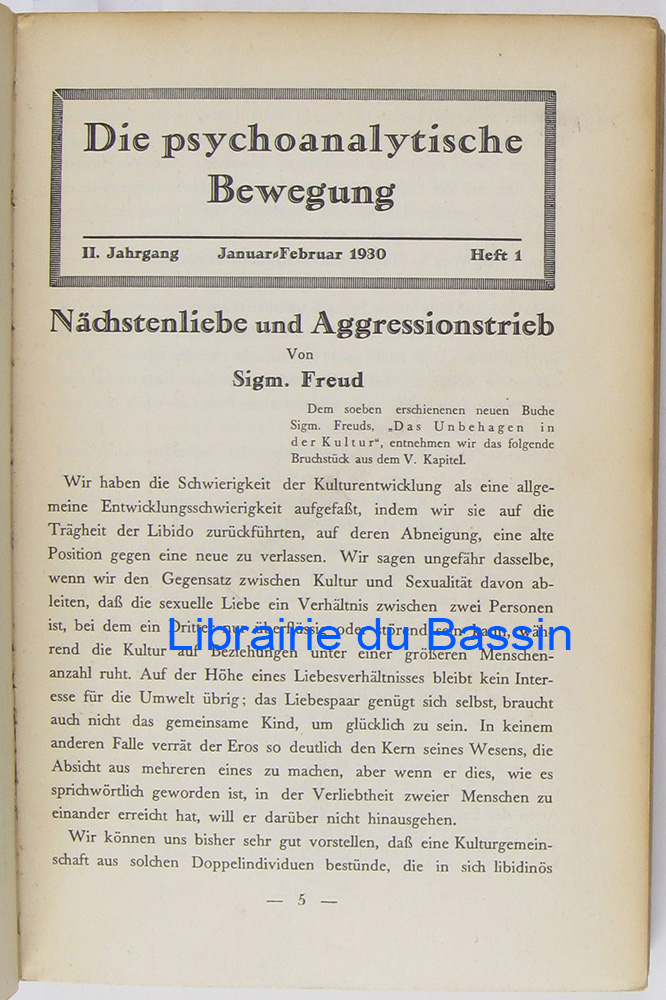 Die psychoanalytische
Bewegung
II. Jahrgang Januar-Februar 1930 Heft 1
Nächstenliebe und Aggressionstrieb
Von
Sigm. Freud
Dem soeben erschienenen neuen Buche
Sigm. Freuds, „Das Unbehagen in
der Kultur“, entnehmen wir das folgende
Bruchstück aus dem V. Kapitel.
Wir haben die Schwierigkeit der Kulturentwicklung als eine allge-
meine Entwicklungsschwierigkeit aufgefaßt, indem wir sie auf die
Trägheit der Libido zurückführten, auf deren Abneigung, eine alte
Position gegen eine neue zu verlassen. Wir sagen ungefähr dasselbe,
wenn wir den Gegensatz zwischen Kultur und Sexualität davon ab-
leiten, daß die sexuelle Liebe ein Verhältnis zwischen zwei Personen
ist, bei dem ein Dritter nur überflüssig oder störend sein kann, wäh-
Librairie du Bassin
rend die Kultur auf Beziehungen unter einer größeren Menschen-
anzahl ruht. Auf der Höhe eines Liebesverhältnisses bleibt kein Inter-
esse für die Umwelt übrig; das Liebespaar genügt sich selbst, braucht
auch nicht das gemeinsame Kind, um glücklich zu sein. In keinem
anderen Falle verrät der Eros so deutlich den Kern seines Wesens, die
Absicht aus mehreren eines zu machen, aber wenn er dies, wie es
sprichwörtlich geworden ist, in der Verliebtheit zweier Menschen zu
einander erreicht hat, will er darüber nicht hinausgehen.
Wir können uns bisher sehr gut vorstellen, daß eine Kulturgemein-
schaft aus solchen Doppelindividuen bestünde, die in sich libidinös
— 5 —